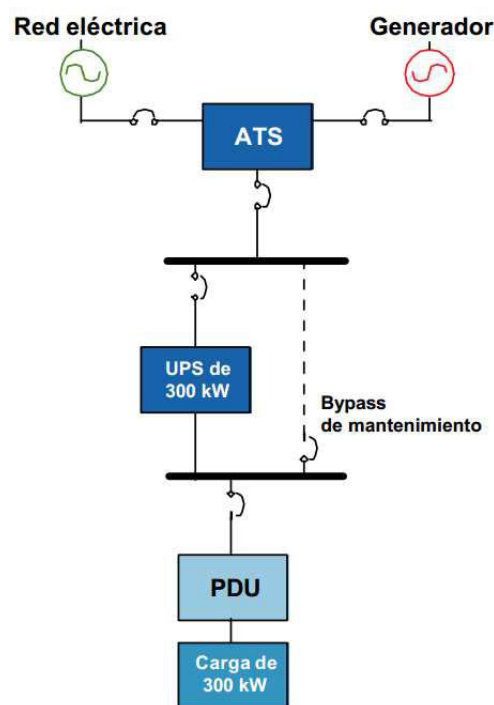 Red eléctrica
Generador
ATS
UPS de
300 kW
Bypass
de mantenimiento
PDU
Carga de
300 kW